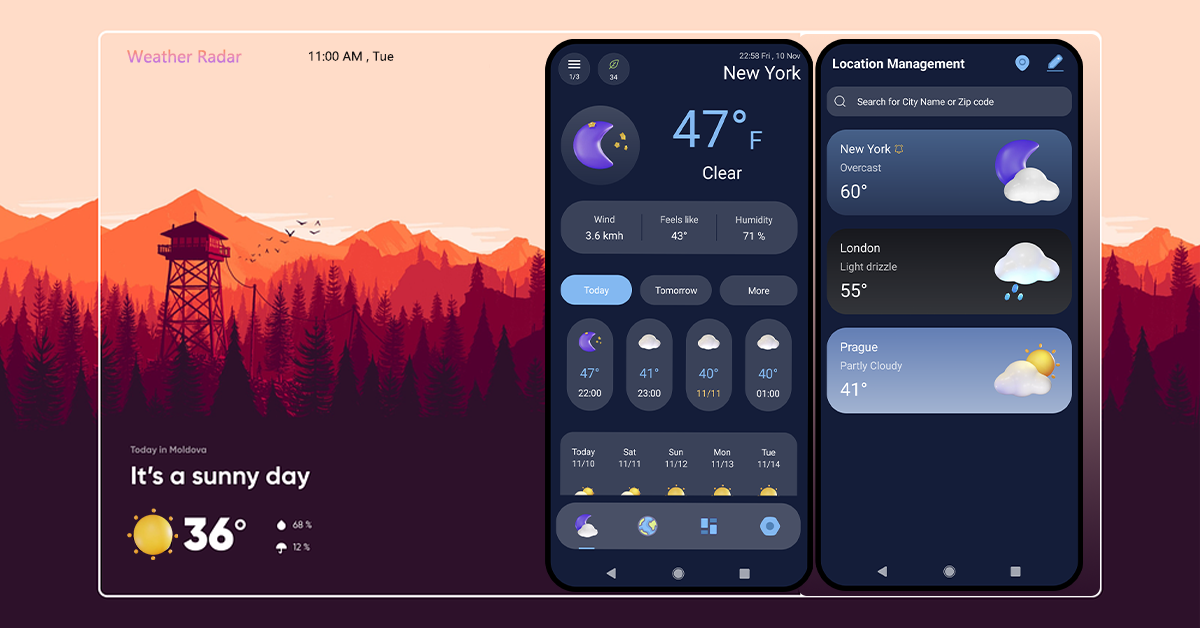 Weather Radar
11:00 AM , Tue
Today in Moldova
It's a sunny day
36°
68 %
12 %
1/3
34
22:58 Fri , 10 Nov
New York
47° F
Clear
Wind
3.6 kmh
Feels like
43°
Humidity
71 %
Today
Tomorrow
More
47°
22:00
41°
23:00
40°
11/11
40°
01:00
Today
11/10
Sat
11/11
Sun
11/12
Mon
11/13
Tue
11/14
Location Management
Search for City Name or Zip code
New York
Overcast
60°
London
Light drizzle
55°
Prague
Partly Cloudy
41°